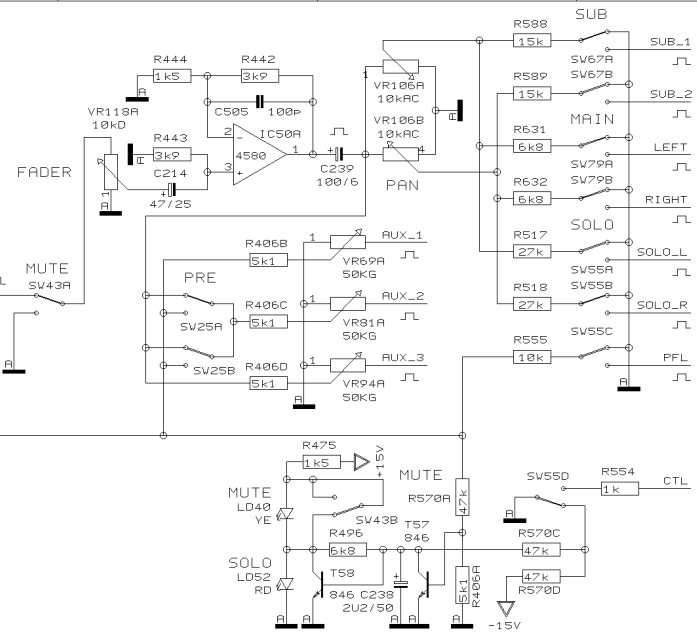 SUB
R588
15k
SUB_1
SW67A
SW67B
R589
15k
SUB_2
MAIN
R631
6k8
LEFT
SW79A
SW79B
R632
6k8
RIGHT
SOLO
R517
27k
SOLO_L
SW55A
SW55B
R518
27k
SOLO_R
SW55C
R555
10k
PFL
A
R444
1k5
R442
3k9
A
C505
100p
VR118A
10kD
R443
3k9
A
2
IC50A
4580
1
3
+
-
C214
+
47/25
FADER
A
1
+
C239
100/6
1
VR106A
10kAC
VR106B
10kAC
4
A
PAN
L
MUTE
SW43A
A
PRE
SW25A
SW25B
R406B
5k1
1
AUX_1
VR69A
50KG
R406C
5k1
1
AUX_2
VR81A
50KG
R406D
5k1
1
AUX_3
VR94A
50KG
A
R475
1k5
+15V
MUTE
LD40
YE
SW43B
SOLO
LD52
RD
R496
6k8
T58
846
C238
+
2U2/50
MUTE
T57
846
R570A
47k
5k1
R406A
A
A
A
A
SW55D
R554
1k
CTL
A
R570C
47k
47k
R570D
-15V